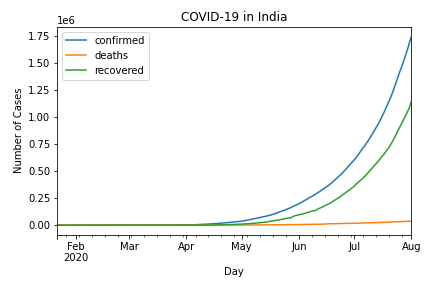 COVID-19 in India
1e6
confirmed
deaths
recovered
1.75
1.50
1.25
1.00
0.75
0.50
0.25
0.00
Number of Cases
Feb Mar Apr May Jun Jul Aug
2020
Day